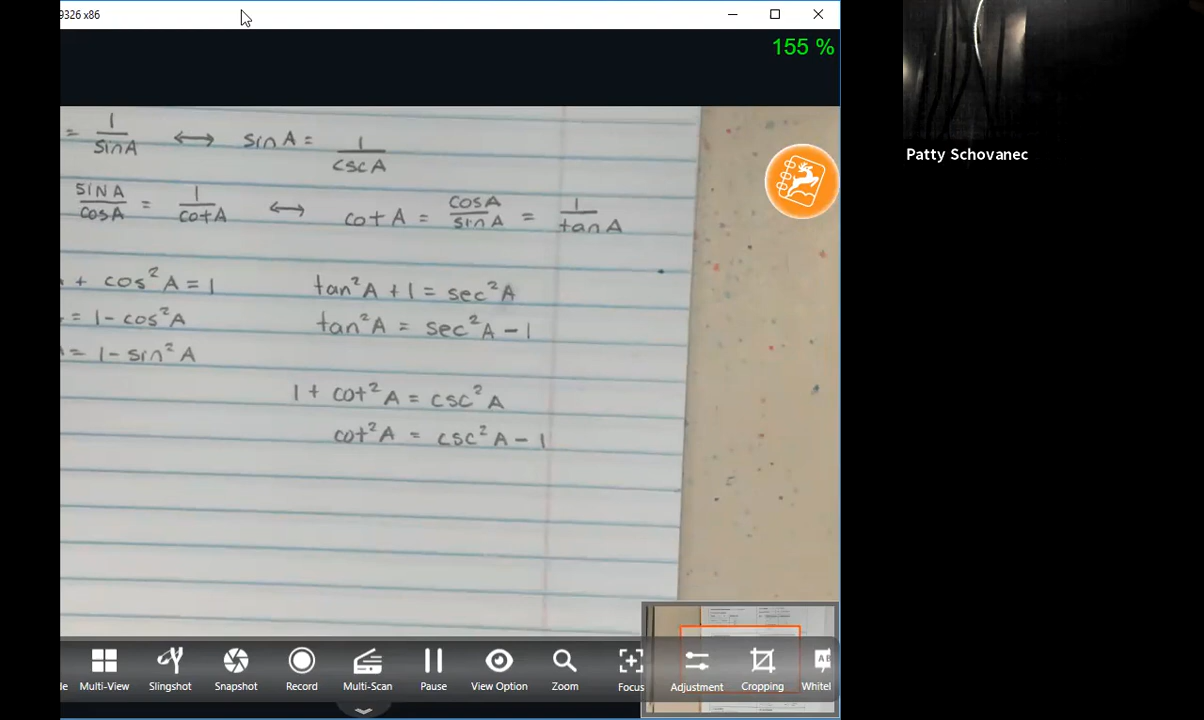 9326 x86
155 %
= 1/sinA ↔ sinA = 1/cscA
SINA/cosA = 1/cotA ↔ cotA = cosA/sinA = 1/tanA
+ cos²A = 1
= 1 - cos²A
= 1 - sin²A
tan²A + 1 = sec²A
tan²A = sec²A - 1
1 + cot²A = csc²A
cot²A = csc²A - 1
Patty Schovanec
de Multi-View Slingshot Snapshot Record Multi-Scan Pause View Option Zoom Focus Adjustment Cropping Whitel